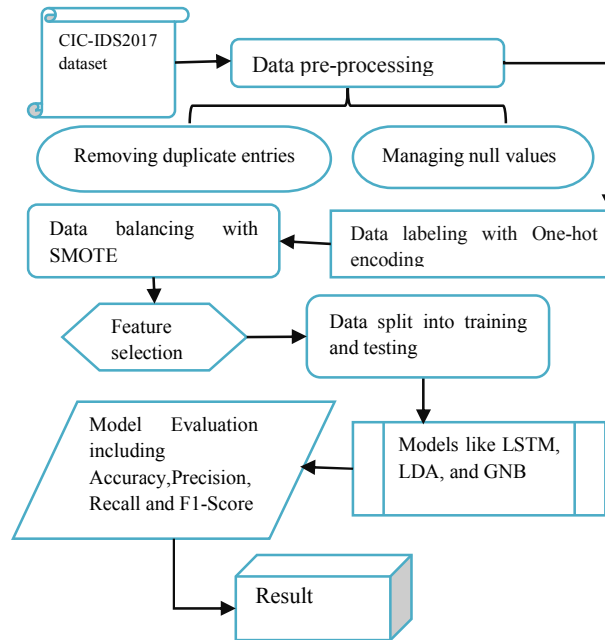 CIC-IDS2017
dataset
Data pre-processing
Removing duplicate entries
Managing null values
Data balancing with
SMOTE
Data labeling with One-hot
encoding
Feature
selection
Data split into training
and testing
Model Evaluation
including
Accuracy,Precision,
Recall and F1-Score
Models like LSTM,
LDA, and GNB
Result